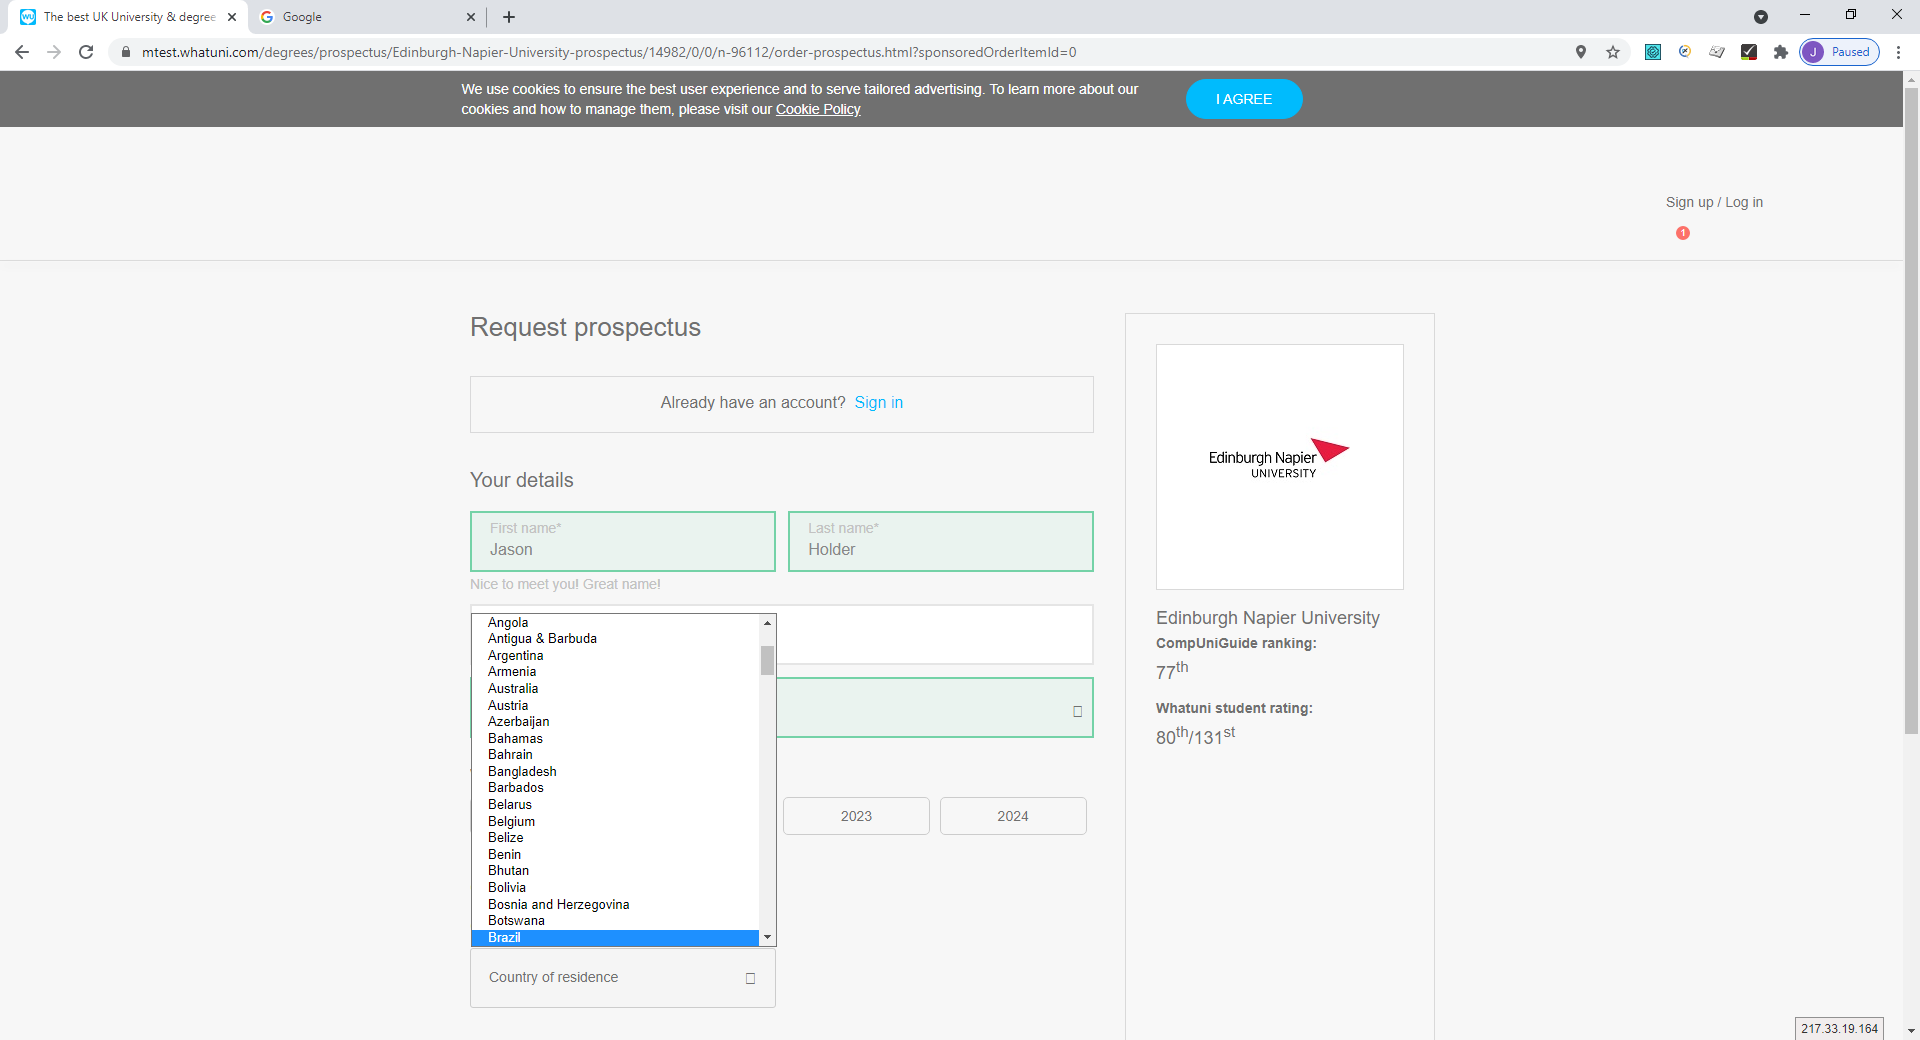 The best UK University & degree
Google
mtest.whatuni.com/degrees/prospectus/Edinburgh-Napier-University-prospectus/14982/0/0/n-96112/order-prospectus.html?sponsoredOrderItemId=0
J Paused
We use cookies to ensure the best user experience and to serve tailored advertising. To learn more about our
cookies and how to manage them, please visit our Cookie Policy
I AGREE
Sign up / Log in
1
Request prospectus
Already have an account? Sign in
Your details
First name*
Jason
Last name*
Holder
Nice to meet you! Great name!
Angola
Antigua & Barbuda
Argentina
Armenia
Australia
Austria
Azerbaijan
Bahamas
Bahrain
Bangladesh
Barbados
Belarus
Belgium
Belize
Benin
Bhutan
Bolivia
Bosnia and Herzegovina
Botswana
Brazil
2023
2024
Country of residence
Edinburgh Napier
UNIVERSITY
Edinburgh Napier University
CompUniGuide ranking:
77th
Whatuni student rating:
80th/131st
217.33.19.164